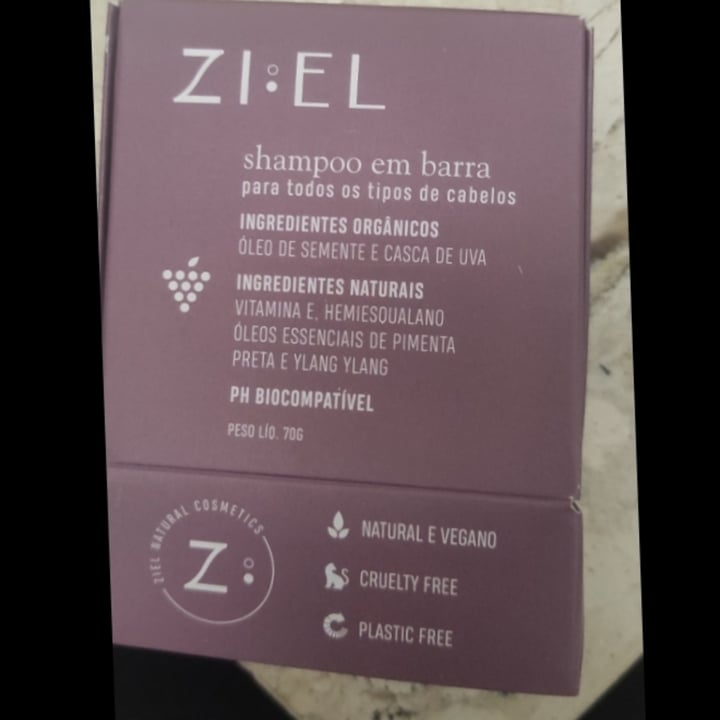 ZI:EL
shampoo em barra
para todos os tipos de cabelos
INGREDIENTES ORGÂNICOS
ÓLEO DE SEMENTE E CASCA DE UVA
INGREDIENTES NATURAIS
VITAMINA E, HEMIESQUALANO
ÓLEOS ESSENCIAIS DE PIMENTA
PRETA E YLANG YLANG
PH BIOCOMPATÍVEL
PESO LÍQ. 70G
ZIEL NATURAL COSMETICS
Z:
NATURAL E VEGANO
CRUELTY FREE
PLASTIC FREE